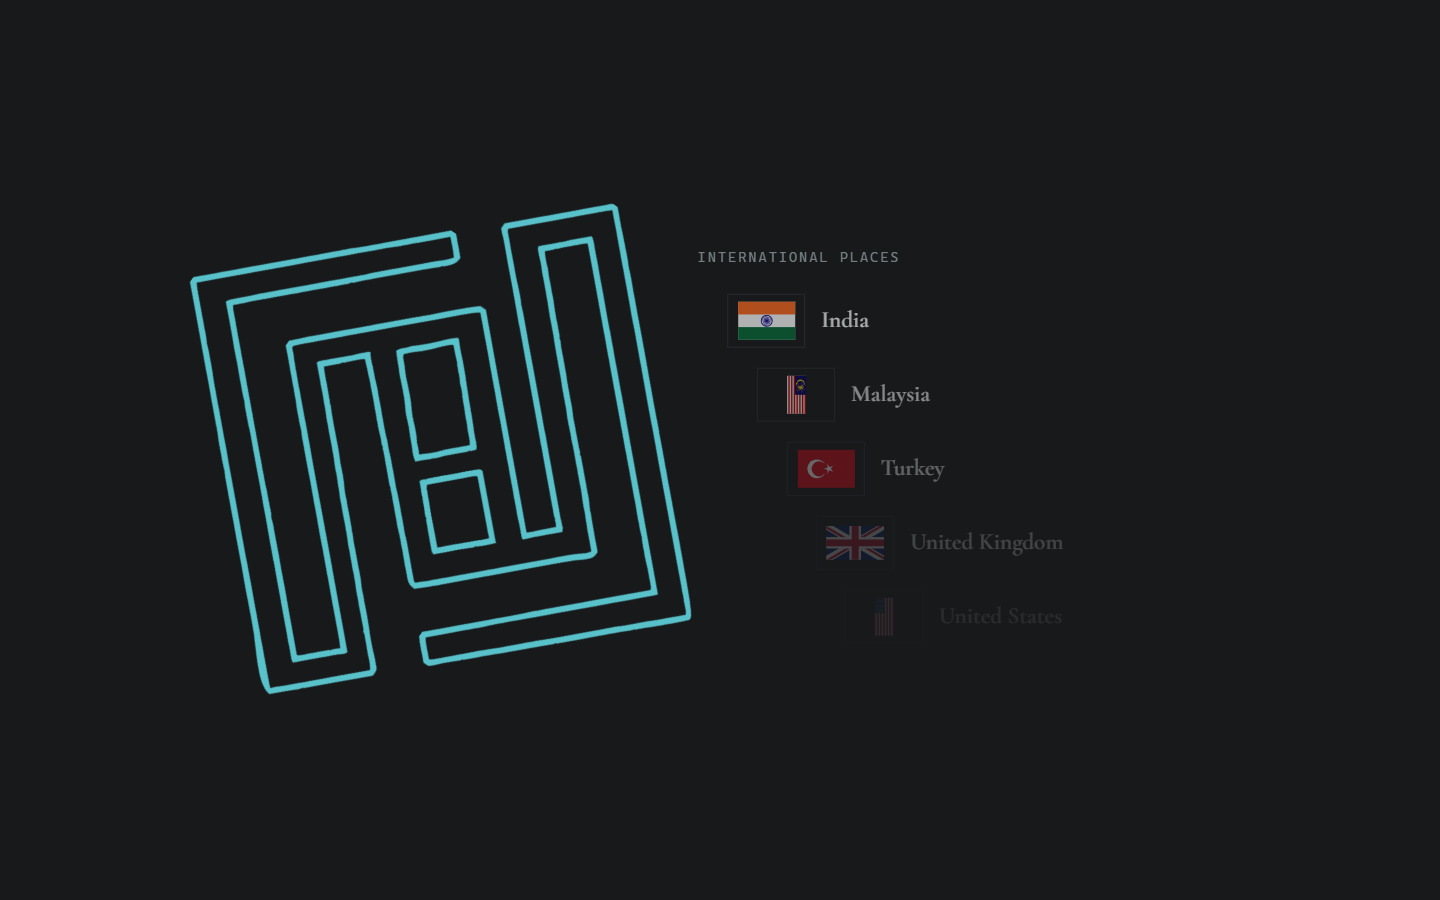 INTERNATIONAL PLACES
India
Malaysia
Turkey
United Kingdom
United States